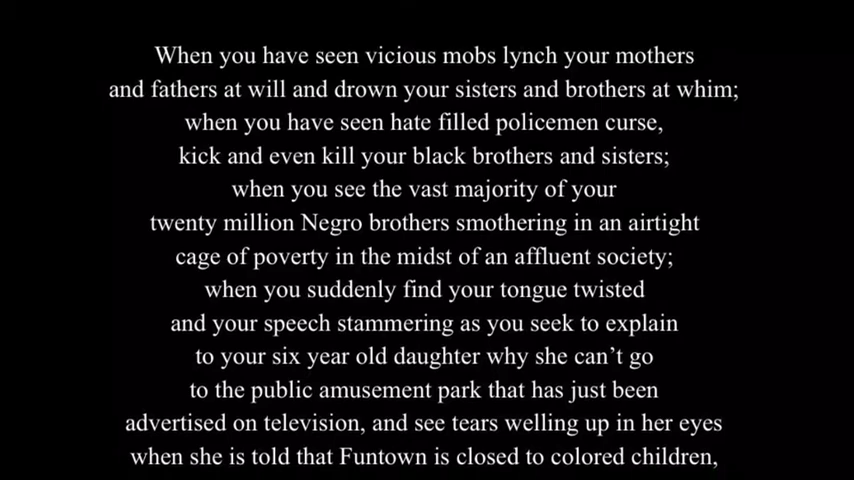 When you have seen vicious mobs lynch your mothers
and fathers at will and drown your sisters and brothers at whim;
when you have seen hate filled policemen curse,
kick and even kill your black brothers and sisters;
when you see the vast majority of your
twenty million Negro brothers smothering in an airtight
cage of poverty in the midst of an affluent society;
when you suddenly find your tongue twisted
and your speech stammering as you seek to explain
to your six year old daughter why she can’t go
to the public amusement park that has just been
advertised on television, and see tears welling up in her eyes
when she is told that Funtown is closed to colored children,